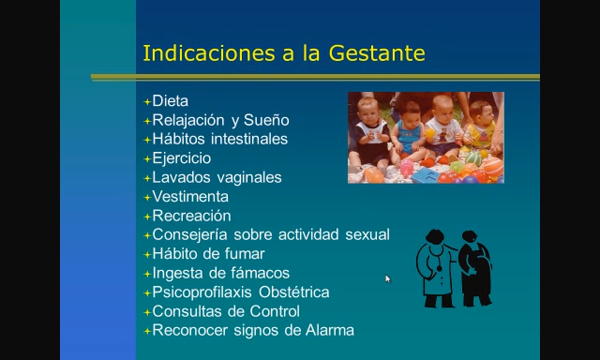 Indicaciones a la Gestante
Dieta
Relajación y Sueño
Hábitos intestinales
Ejercicio
Lavados vaginales
Vestimenta
Recreación
Consejería sobre actividad sexual
Hábito de fumar
Ingesta de fámacos
Psicoprofilaxis Obstétrica
Consultas de Control
Reconocer signos de Alarma